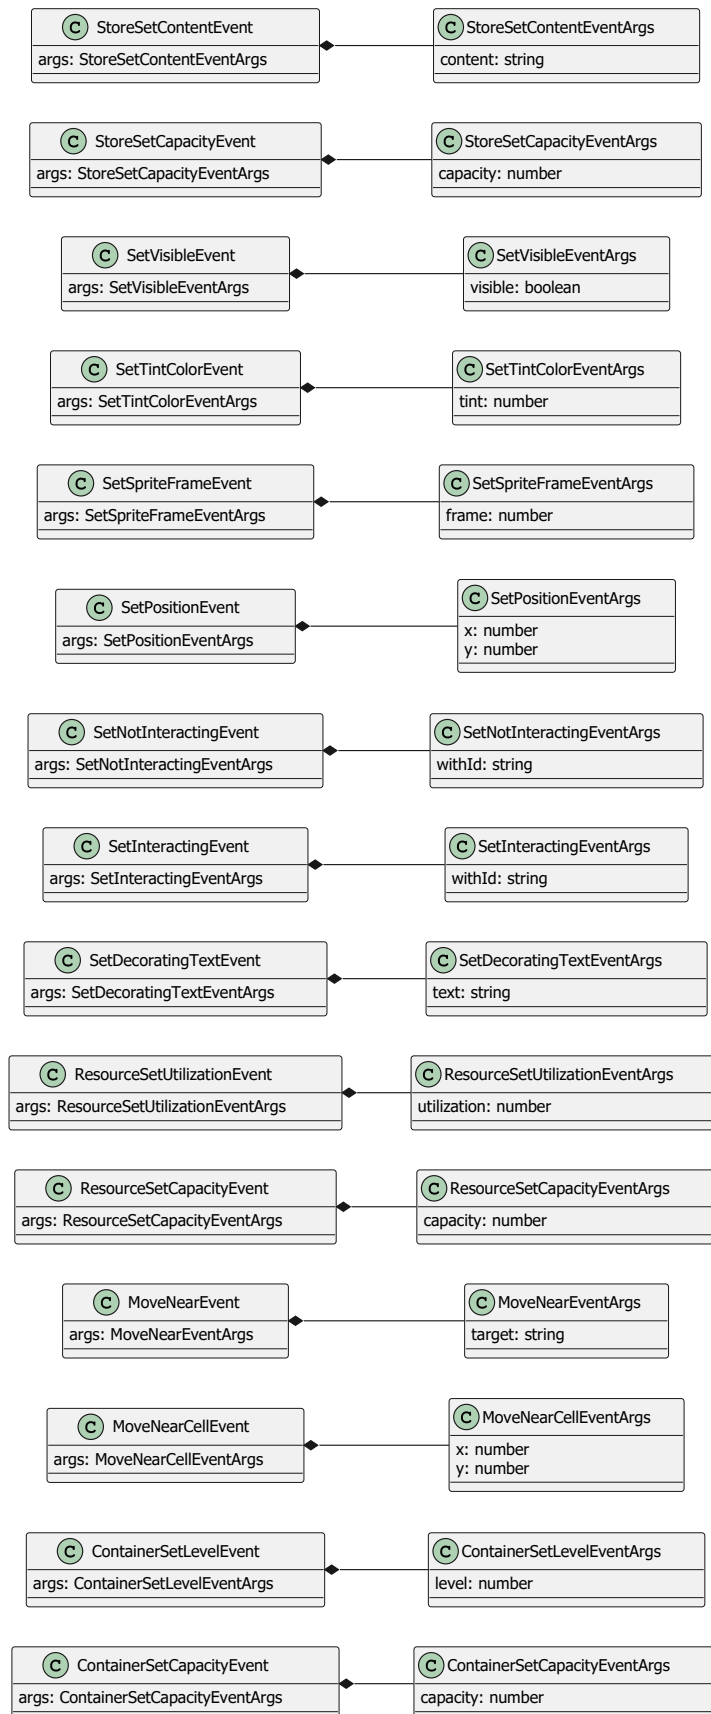 C StoreSetContentEvent
args: StoreSetContentEventArgs
C StoreSetContentEventArgs
content: string
C StoreSetCapacityEvent
args: StoreSetCapacityEventArgs
C StoreSetCapacityEventArgs
capacity: number
C SetVisibleEvent
args: SetVisibleEventArgs
C SetVisibleEventArgs
visible: boolean
C SetTintColorEvent
args: SetTintColorEventArgs
C SetTintColorEventArgs
tint: number
C SetSpriteFrameEvent
args: SetSpriteFrameEventArgs
C SetSpriteFrameEventArgs
frame: number
C SetPositionEvent
args: SetPositionEventArgs
C SetPositionEventArgs
x: number
y: number
C SetNotInteractingEvent
args: SetNotInteractingEventArgs
C SetNotInteractingEventArgs
withId: string
C SetInteractingEvent
args: SetInteractingEventArgs
C SetInteractingEventArgs
withId: string
C SetDecoratingTextEvent
args: SetDecoratingTextEventArgs
C SetDecoratingTextEventArgs
text: string
C ResourceSetUtilizationEvent
args: ResourceSetUtilizationEventArgs
C ResourceSetUtilizationEventArgs
utilization: number
C ResourceSetCapacityEvent
args: ResourceSetCapacityEventArgs
C ResourceSetCapacityEventArgs
capacity: number
C MoveNearEvent
args: MoveNearEventArgs
C MoveNearEventArgs
target: string
C MoveNearCellEvent
args: MoveNearCellEventArgs
C MoveNearCellEventArgs
x: number
y: number
C ContainerSetLevelEvent
args: ContainerSetLevelEventArgs
C ContainerSetLevelEventArgs
level: number
C ContainerSetCapacityEvent
args: ContainerSetCapacityEventArgs
C ContainerSetCapacityEventArgs
capacity: number